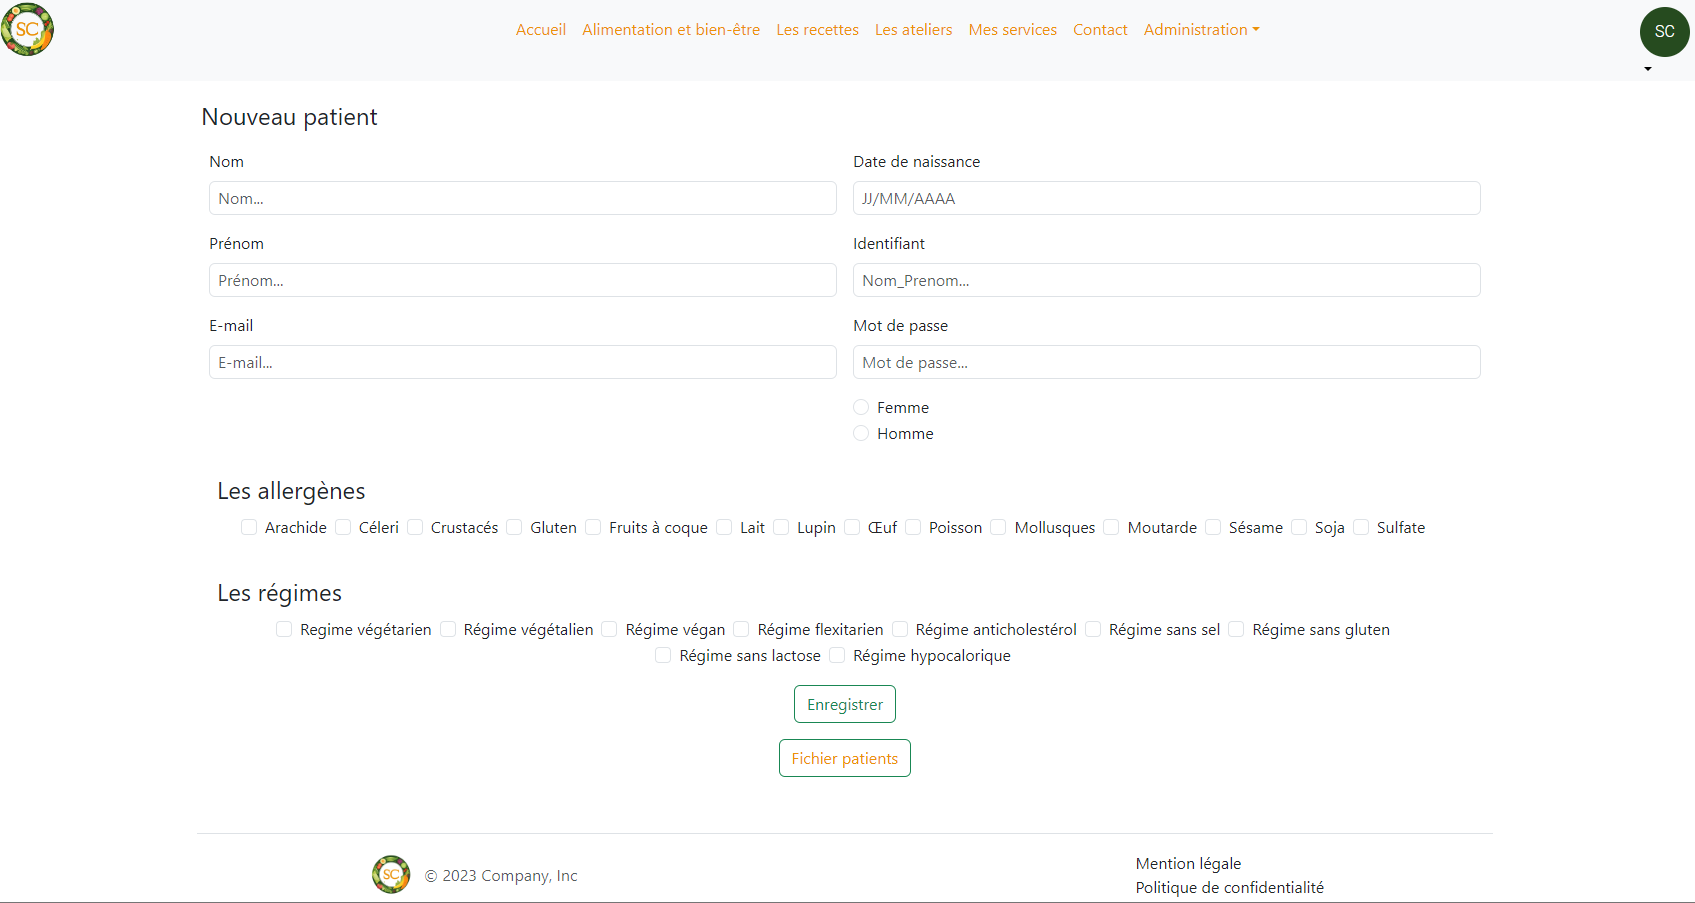 SC
Accueil Alimentation et bien-être Les recettes Les ateliers Mes services Contact Administration
SC
Nouveau patient
Nom
Date de naissance
Nom...
JJ/MM/AAAA
Prénom
Identifiant
Prénom...
Nom_Prenom...
E-mail
Mot de passe
E-mail...
Mot de passe...
Femme
Homme
Les allergènes
Arachide Céleri Crustacés Gluten Fruits à coque Lait Lupin Œuf Poisson Mollusques Moutarde Sésame Soja Sulfate
Les régimes
Regime végétarien Régime végétalien Régime végan Régime flexitarien Régime anticholestérol Régime sans sel Régime sans gluten
Régime sans lactose Régime hypocalorique
Enregistrer
Fichier patients
SC
© 2023 Company, Inc
Mention légale
Politique de confidentialité